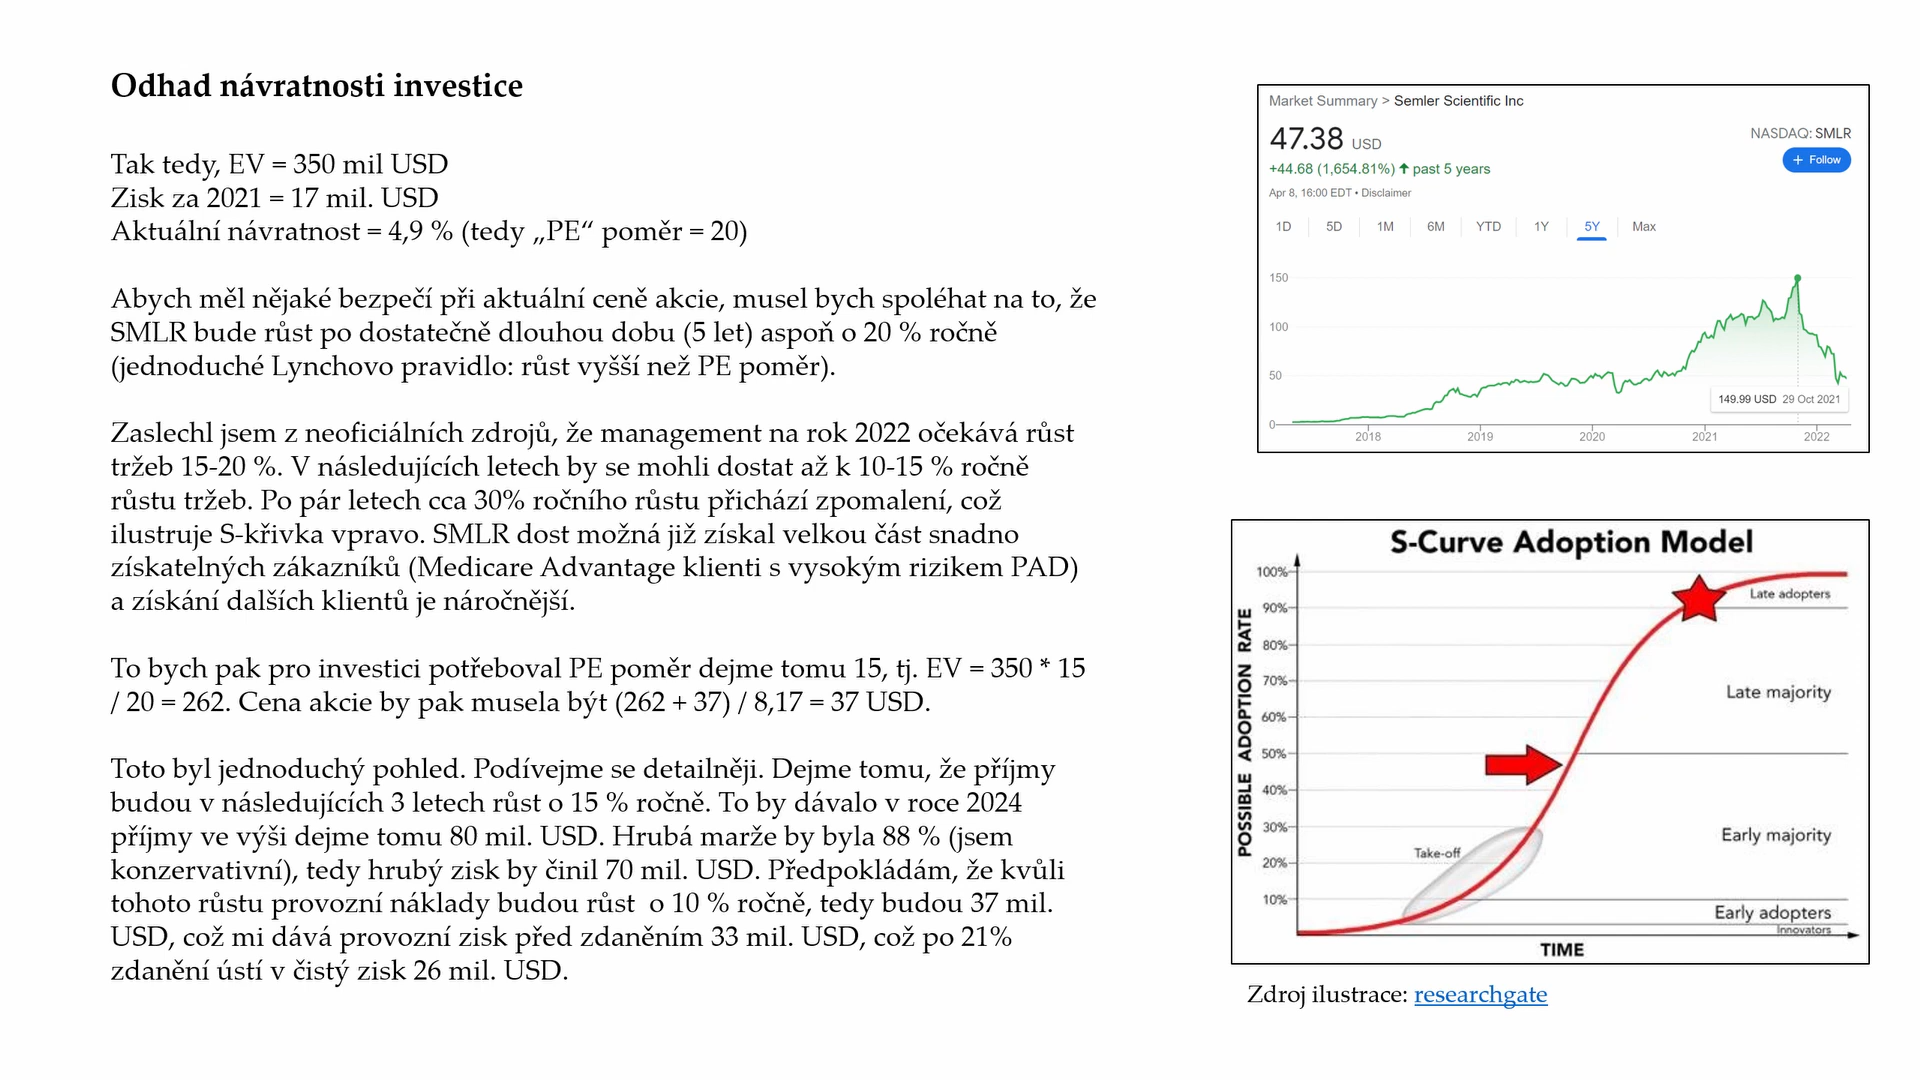 Odhad návratnosti investice
Tak tedy, EV = 350 mil USD
Zisk za 2021 = 17 mil. USD
Aktuální návratnost = 4,9 % (tedy „PE“ poměr = 20)
Abych měl nějaké bezpečí při aktuální ceně akcie, musel bych spoléhat na to, že
SMLR bude růst po dostatečně dlouhou dobu (5 let) aspoň o 20 % ročně
(jednoduché Lynchovo pravidlo: růst vyšší než PE poměr).
Zaslechl jsem z neoficiálních zdrojů, že management na rok 2022 očekává růst
tržeb 15-20 %. V následujících letech by se mohli dostat až k 10-15 % ročně
růstu tržeb. Po pár letech cca 30% ročního růstu přichází zpomalení, což
ilustruje S-křivka vpravo. SMLR dost možná již získal velkou část snadno
získatelných zákazníků (Medicare Advantage klienti s vysokým rizikem PAD)
a získání dalších klientů je náročnější.
To bych pak pro investici potřeboval PE poměr dejme tomu 15, tj. EV = 350 * 15
/ 20 = 262. Cena akcie by pak musela být (262 + 37) / 8,17 = 37 USD.
Toto byl jednoduchý pohled. Podívejme se detailněji. Dejme tomu, že příjmy
budou v následujících 3 letech růst o 15 % ročně. To by dávalo v roce 2024
příjmy ve výši dejme tomu 80 mil. USD. Hrubá marže by byla 88 % (jsem
konzervativní), tedy hrubý zisk by činil 70 mil. USD. Předpokládám, že kvůli
tohoto růstu provozní náklady budou růst  o 10 % ročně, tedy budou 37 mil.
USD, což mi dává provozní zisk před zdaněním 33 mil. USD, což po 21%
zdanění ústí v čistý zisk 26 mil. USD.
Market Summary > Semler Scientific Inc
47.38 USD
NASDAQ: SMLR
+ Follow
+44.68 (1,654.81%) ↑ past 5 years
Apr 8, 16:00 EDT • Disclaimer
1D 5D 1M 6M YTD 1Y 5Y Max
150
100
50
0
149.99 USD 29 Oct 2021
2018 2019 2020 2021 2022
S-Curve Adoption Model
POSSIBLE ADOPTION RATE
100%
90%
80%
70%
60%
50%
40%
30%
20%
10%
Late adopters
Late majority
Early majority
Take-off
Early adopters
Innovators
TIME
Zdroj ilustrace: researchgate